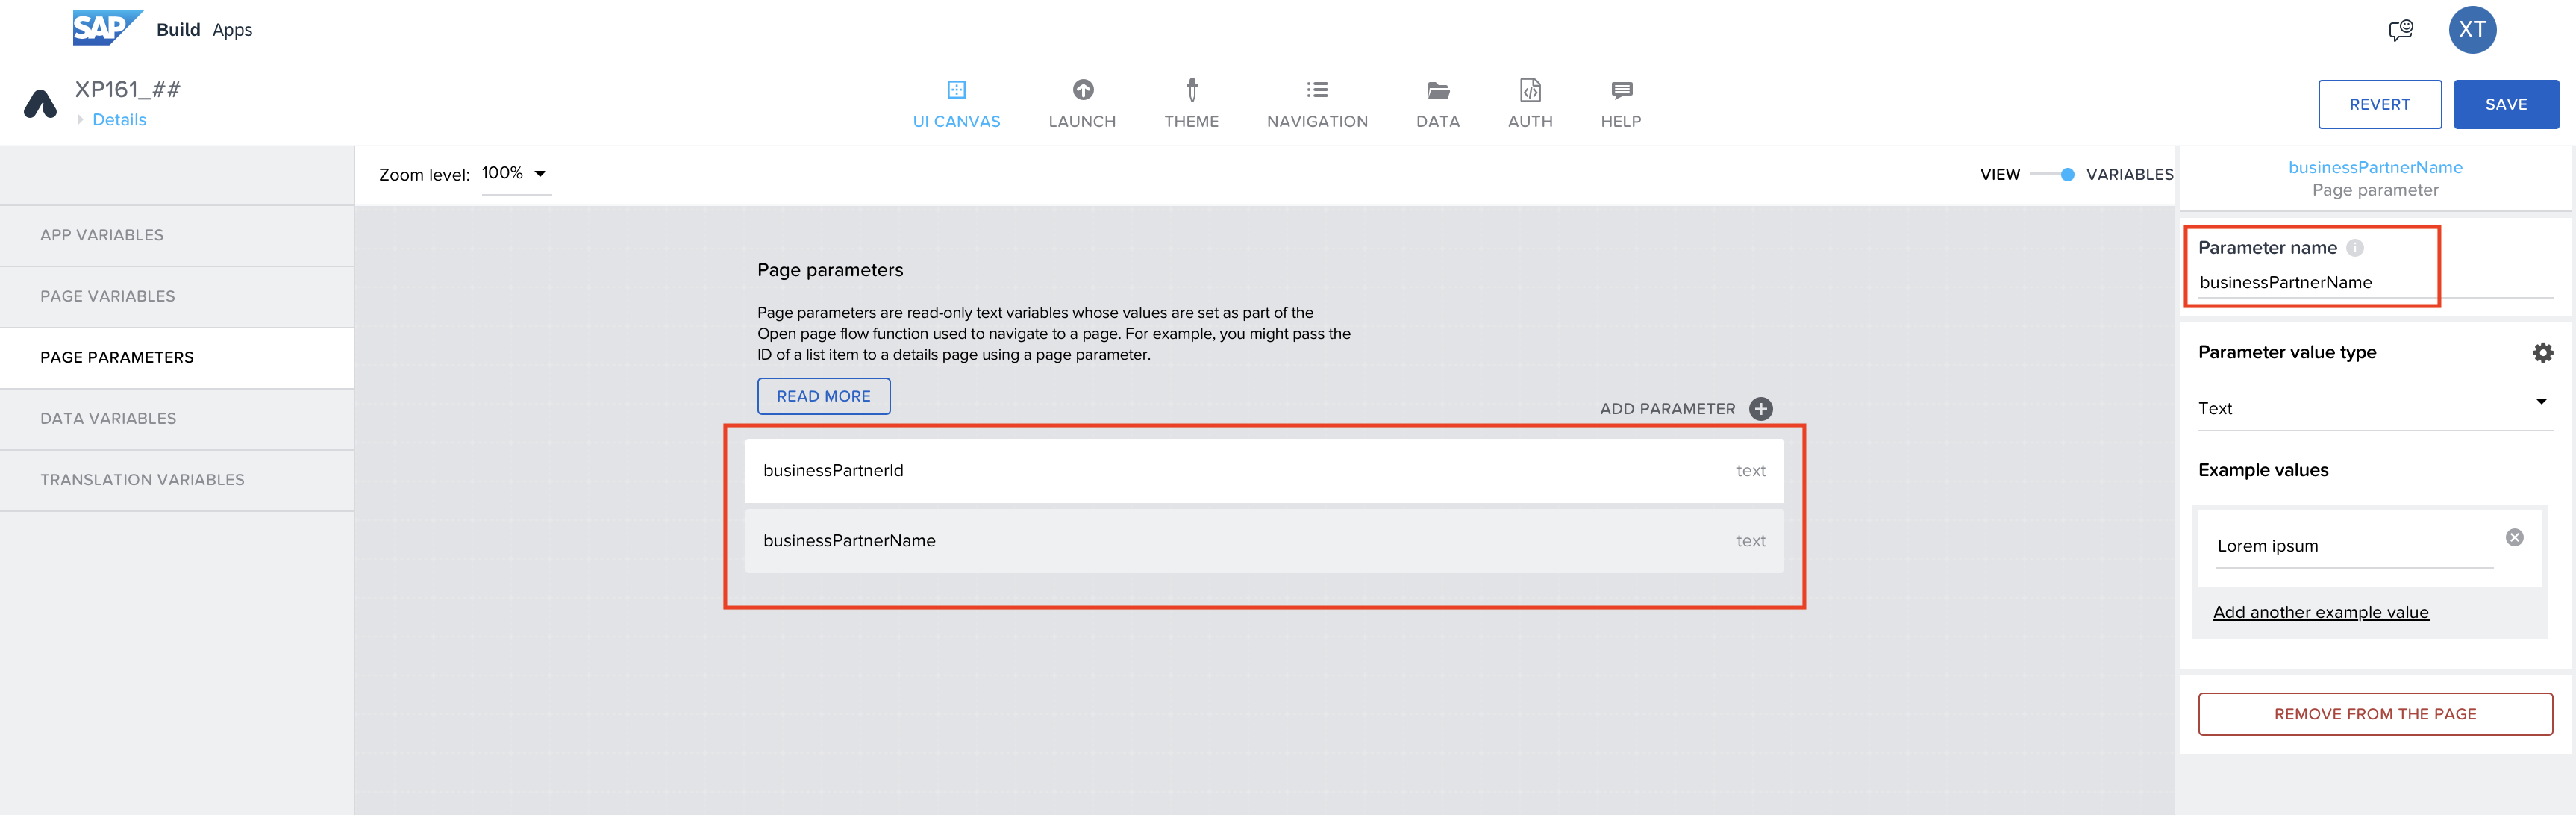 SAP Build Apps
XT
XP161_##
Details
UI CANVAS
LAUNCH
THEME
NAVIGATION
DATA
AUTH
HELP
REVERT
SAVE
Zoom level: 100%
VIEW VARIABLES
APP VARIABLES
PAGE VARIABLES
PAGE PARAMETERS
DATA VARIABLES
TRANSLATION VARIABLES
Page parameters
Page parameters are read-only text variables whose values are set as part of the
Open page flow function used to navigate to a page. For example, you might pass the
ID of a list item to a details page using a page parameter.
READ MORE
ADD PARAMETER
businessPartnerId text
businessPartnerName text
businessPartnerName
Page parameter
Parameter name
businessPartnerName
Parameter value type
Text
Example values
Lorem ipsum
Add another example value
REMOVE FROM THE PAGE